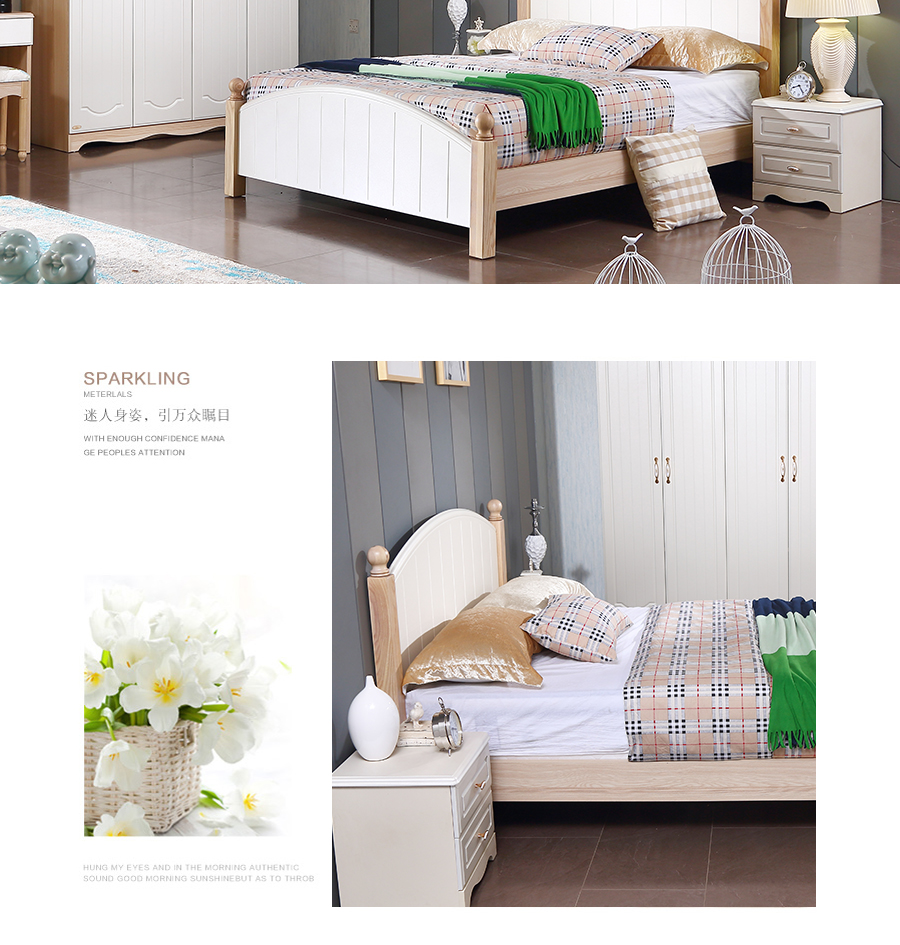 SPARKLING
METERLALS
迷人身姿，引万众瞩目
WITH ENOUGH CONFIDENCE MANA
GE PEOPLES ATTENTION
HUNG MY EYES AND IN THE MORNING AUTHENTIC
SOUND GOOD MORNING SUNSHINEBUT AS TO THROB